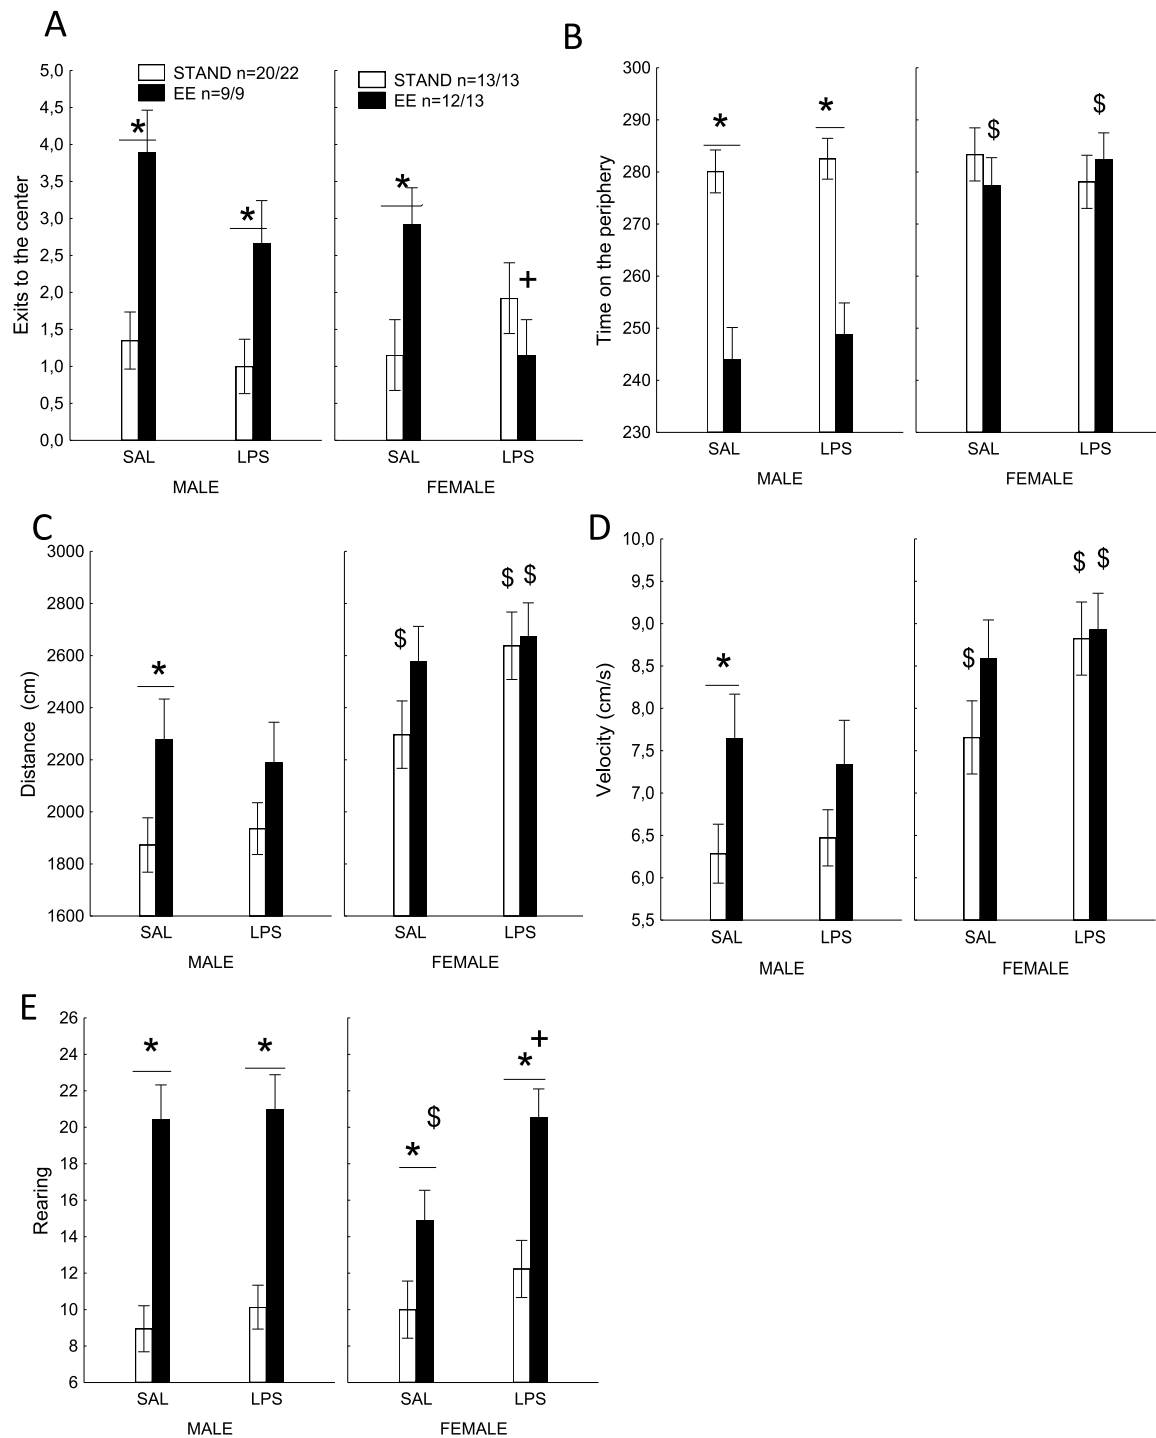 A
STAND n=20/22
EE n=9/9
STAND n=13/13
EE n=12/13
Exits to the center
5,0
4,5
4,0
3,5
3,0
2,5
2,0
1,5
1,0
0,5
0,0
*
*
*
+
SAL LPS SAL LPS
MALE FEMALE
B
Time on the periphery
300
290
280
270
260
250
240
230
* * $ $
SAL LPS SAL LPS
MALE FEMALE
C
Distance (cm)
3000
2800
2600
2400
2200
2000
1800
1600
* $ $ $
SAL LPS SAL LPS
MALE FEMALE
D
Velocity (cm/s)
10,0
9,5
9,0
8,5
8,0
7,5
7,0
6,5
6,0
5,5
* $ $ $
SAL LPS SAL LPS
MALE FEMALE
E
Rearing
26
24
22
20
18
16
14
12
10
8
6
* * * $ * +
SAL LPS SAL LPS
MALE FEMALE